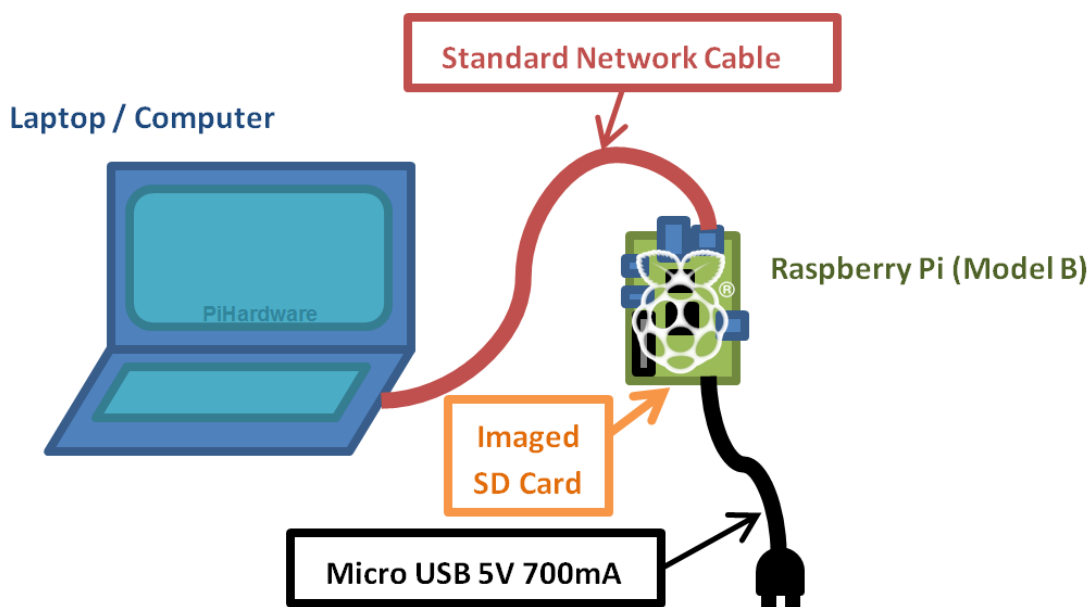 Standard Network Cable
Laptop / Computer
PiHardware
Raspberry Pi (Model B)
®
Imaged
SD Card
Micro USB 5V 700mA